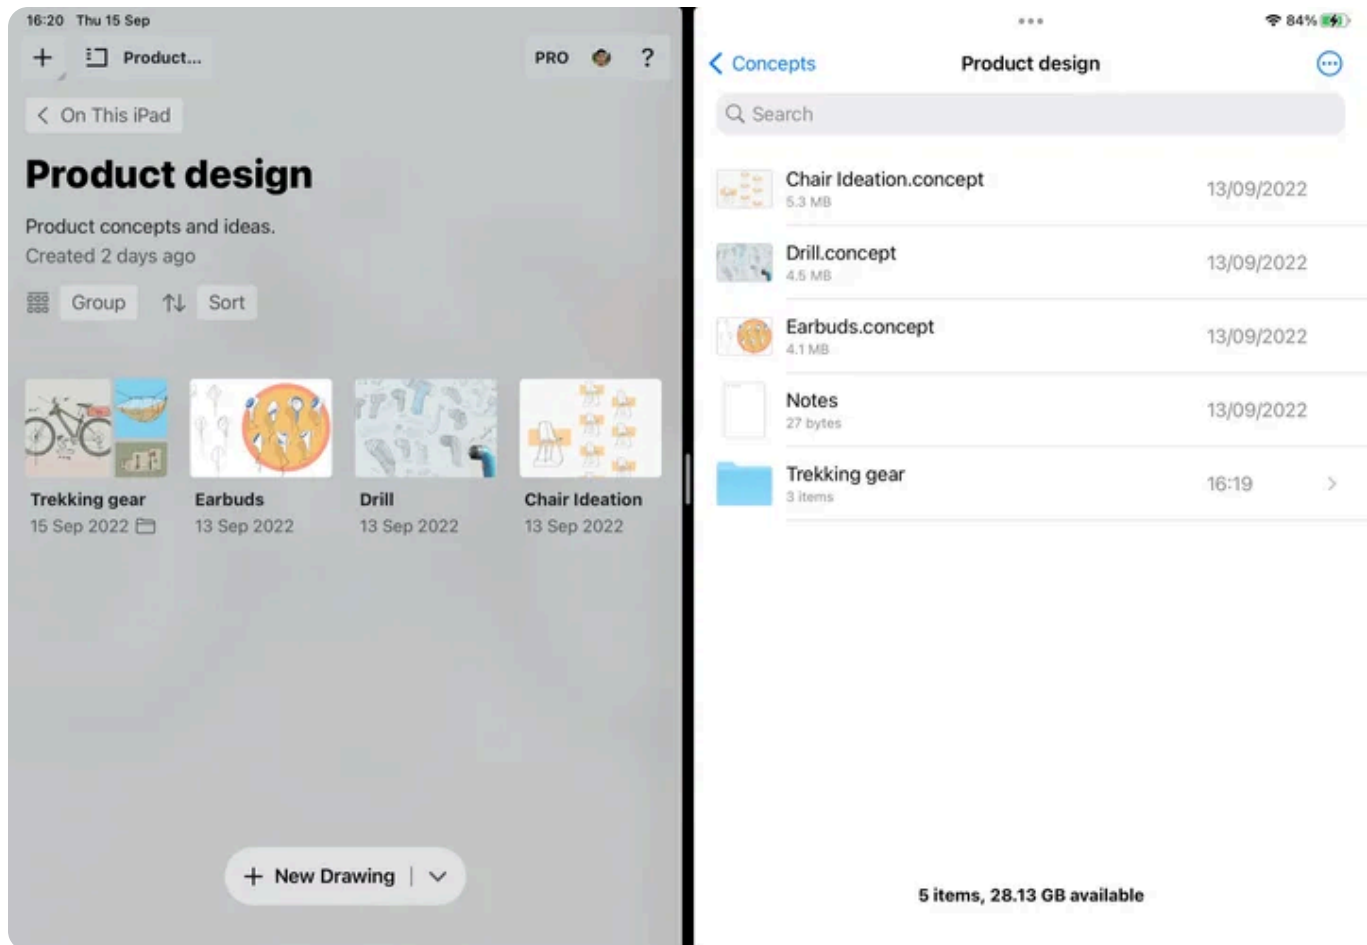 16:20 Thu 15 Sep
Product...
PRO
?
On This iPad
Product design
Product concepts and ideas.
Created 2 days ago
Group
Sort
Trekking gear
15 Sep 2022
Earbuds
13 Sep 2022
Drill
13 Sep 2022
Chair Ideation
13 Sep 2022
+ New Drawing
84%
Concepts
Product design
Search
Chair Ideation.concept
5.3 MB
13/09/2022
Drill.concept
4.5 MB
13/09/2022
Earbuds.concept
4.1 MB
13/09/2022
Notes
27 bytes
13/09/2022
Trekking gear
3 items
16:19
5 items, 28.13 GB available